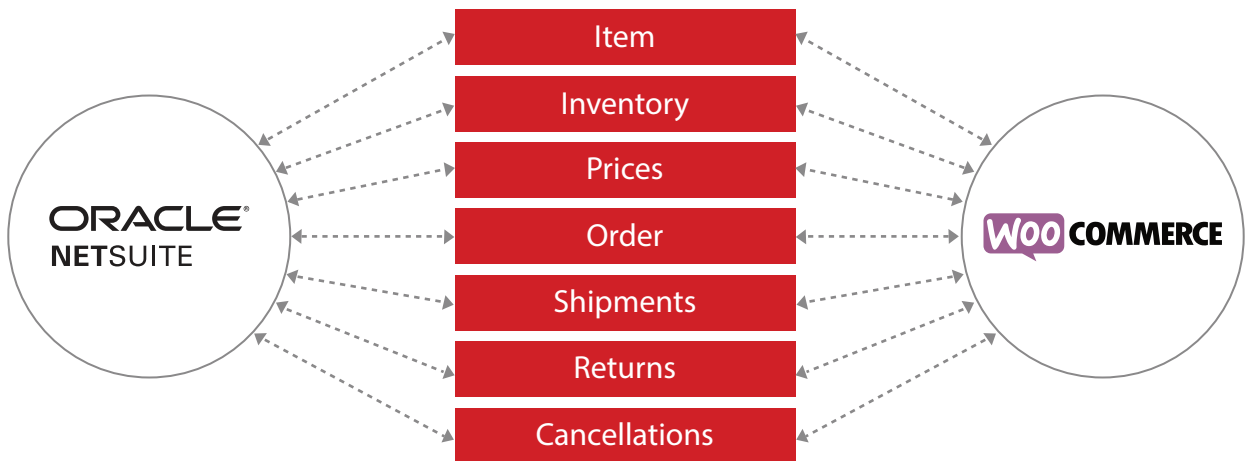 Item
Inventory
Prices
Order
Shipments
Returns
Cancellations
ORACLE®
NETSUITE
WOO COMMERCE